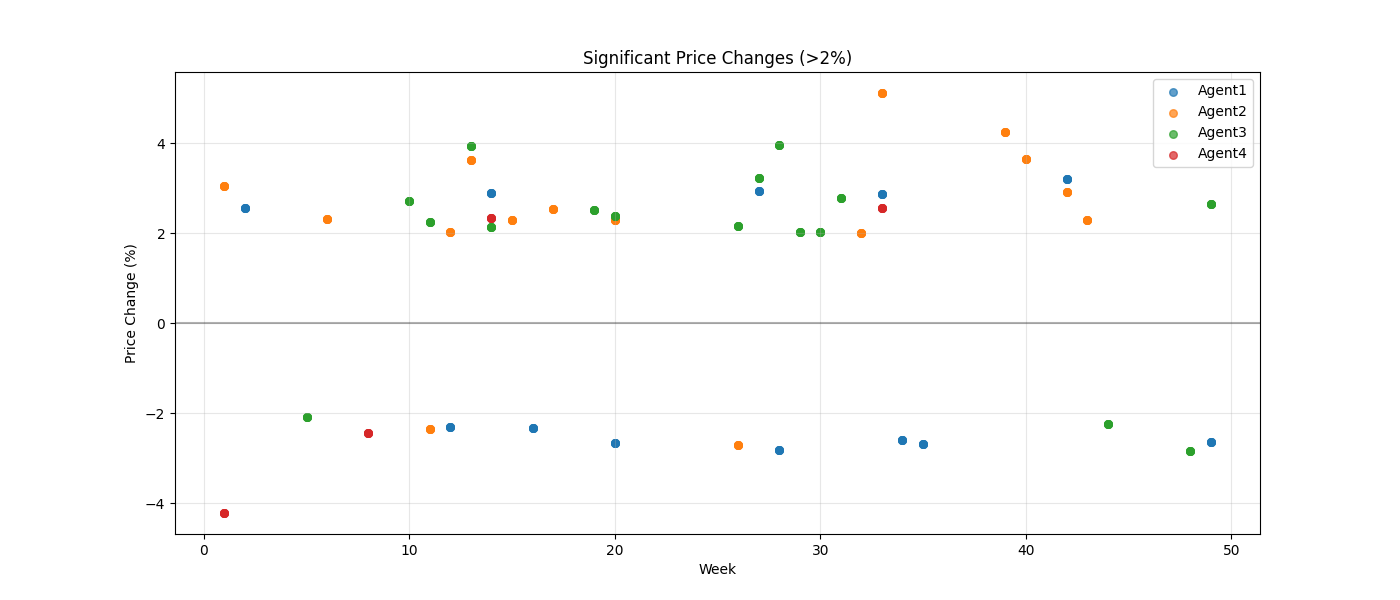 Significant Price Changes (>2%)
Agent1
Agent2
Agent3
Agent4
Price Change (%)
4
2
0
−2
−4
0 10 20 30 40 50
Week